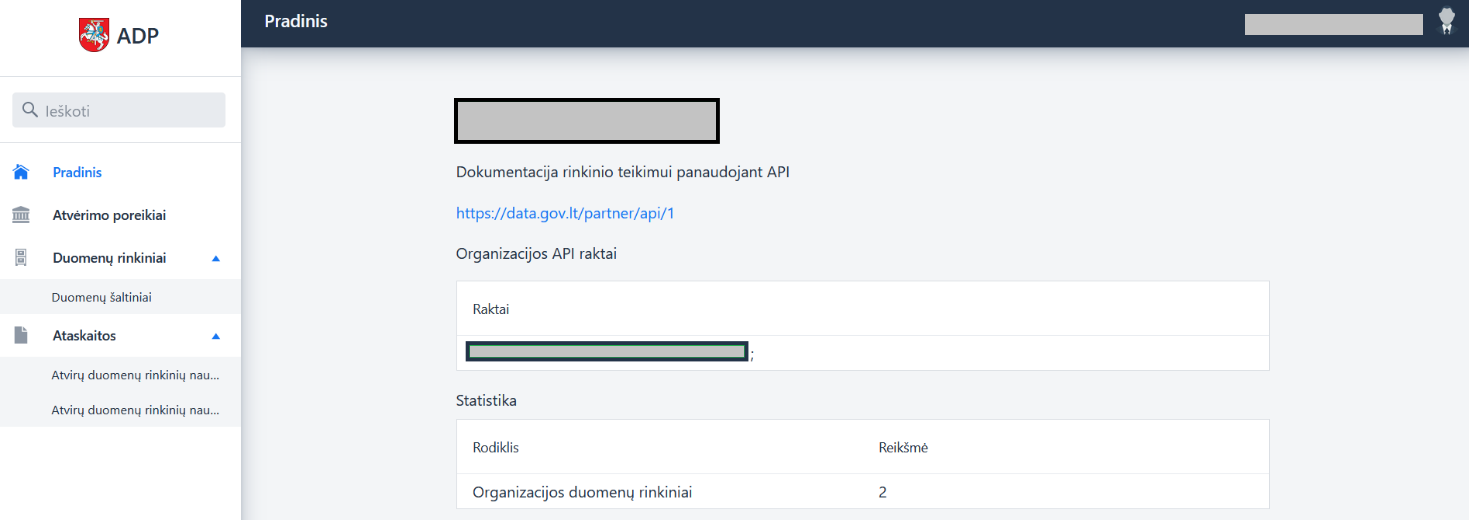 ADP
Pradinis
Ieškoti
Pradinis
Atvėrimo poreikiai
Duomenų rinkiniai
Duomenų šaltiniai
Ataskaitos
Atvirų duomenų rinkinių nau...
Atvirų duomenų rinkinių nau...
Dokumentacija rinkinio teikimui panaudojant API
https://data.gov.lt/partner/api/1
Organizacijos API raktai
Raktai
;
Statistika
Rodiklis Reikšmė
Organizacijos duomenų rinkiniai 2